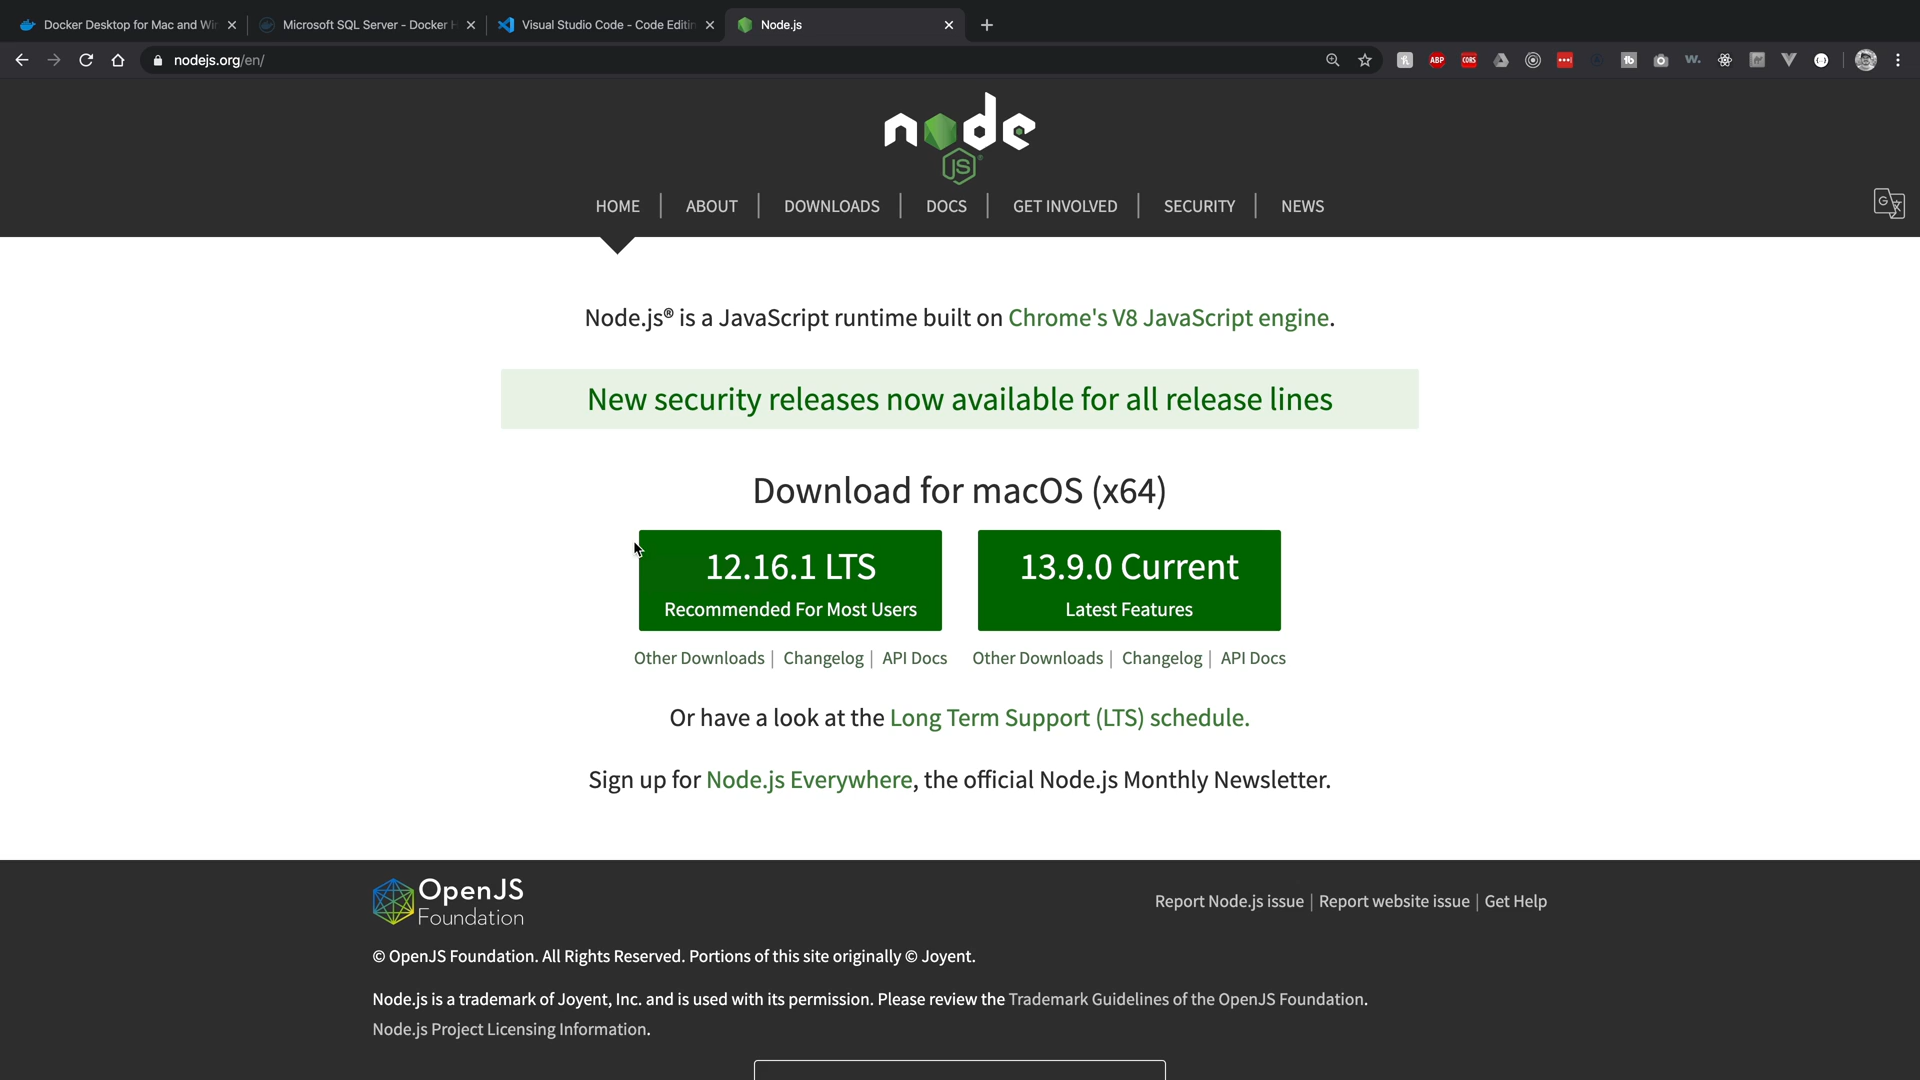 Docker Desktop for Mac and Wi
Microsoft SQL Server - Docker H
Visual Studio Code - Code Editin
Node.js
nodejs.org/en/
ABP
CORS
tb
W.
node
JS
HOME
ABOUT
DOWNLOADS
DOCS
GET INVOLVED
SECURITY
NEWS
Node.js® is a JavaScript runtime built on Chrome's V8 JavaScript engine.
New security releases now available for all release lines
Download for macOS (x64)
12.16.1 LTS
Recommended For Most Users
13.9.0 Current
Latest Features
Other Downloads | Changelog | API Docs
Other Downloads | Changelog | API Docs
Or have a look at the Long Term Support (LTS) schedule.
Sign up for Node.js Everywhere, the official Node.js Monthly Newsletter.
OpenJS
Foundation
Report Node.js issue | Report website issue | Get Help
© OpenJS Foundation. All Rights Reserved. Portions of this site originally © Joyent.
Node.js is a trademark of Joyent, Inc. and is used with its permission. Please review the Trademark Guidelines of the OpenJS Foundation.
Node.js Project Licensing Information.